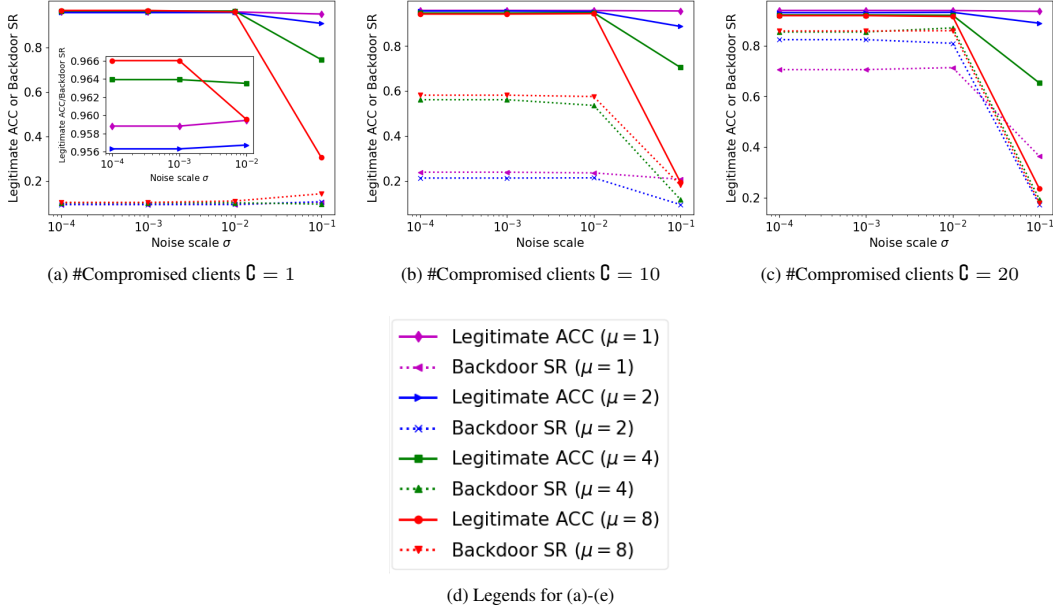 Legitimate ACC or Backdoor SR
0.8
0.6
0.4
0.2
Legitimate ACC/Backdoor SR
0.966
0.964
0.962
0.960
0.958
0.956
10⁻⁴ 10⁻³ 10⁻²
Noise scale σ
10⁻⁴ 10⁻³ 10⁻² 10⁻¹
Noise scale σ
(a) #Compromised clients C = 1
Legitimate ACC or Backdoor SR
0.8
0.6
0.4
0.2
10⁻⁴ 10⁻³ 10⁻² 10⁻¹
Noise scale
(b) #Compromised clients C = 10
Legitimate ACC or Backdoor SR
0.8
0.6
0.4
0.2
10⁻⁴ 10⁻³ 10⁻² 10⁻¹
Noise scale σ
(c) #Compromised clients C = 20
Legitimate ACC (μ = 1)
Backdoor SR (μ = 1)
Legitimate ACC (μ = 2)
Backdoor SR (μ = 2)
Legitimate ACC (μ = 4)
Backdoor SR (μ = 4)
Legitimate ACC (μ = 8)
Backdoor SR (μ = 8)
(d) Legends for (a)-(e)